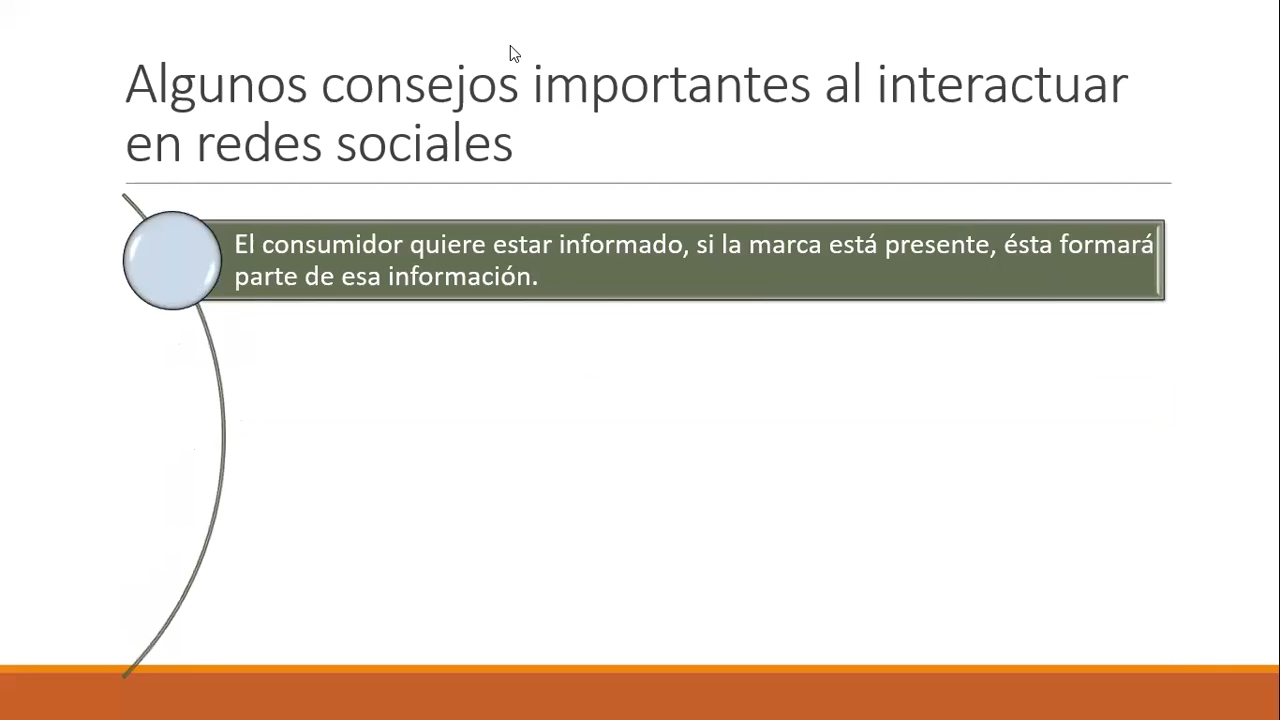 Algunos consejos importantes al interactuar
en redes sociales
El consumidor quiere estar informado, si la marca está presente, ésta formará
parte de esa información.